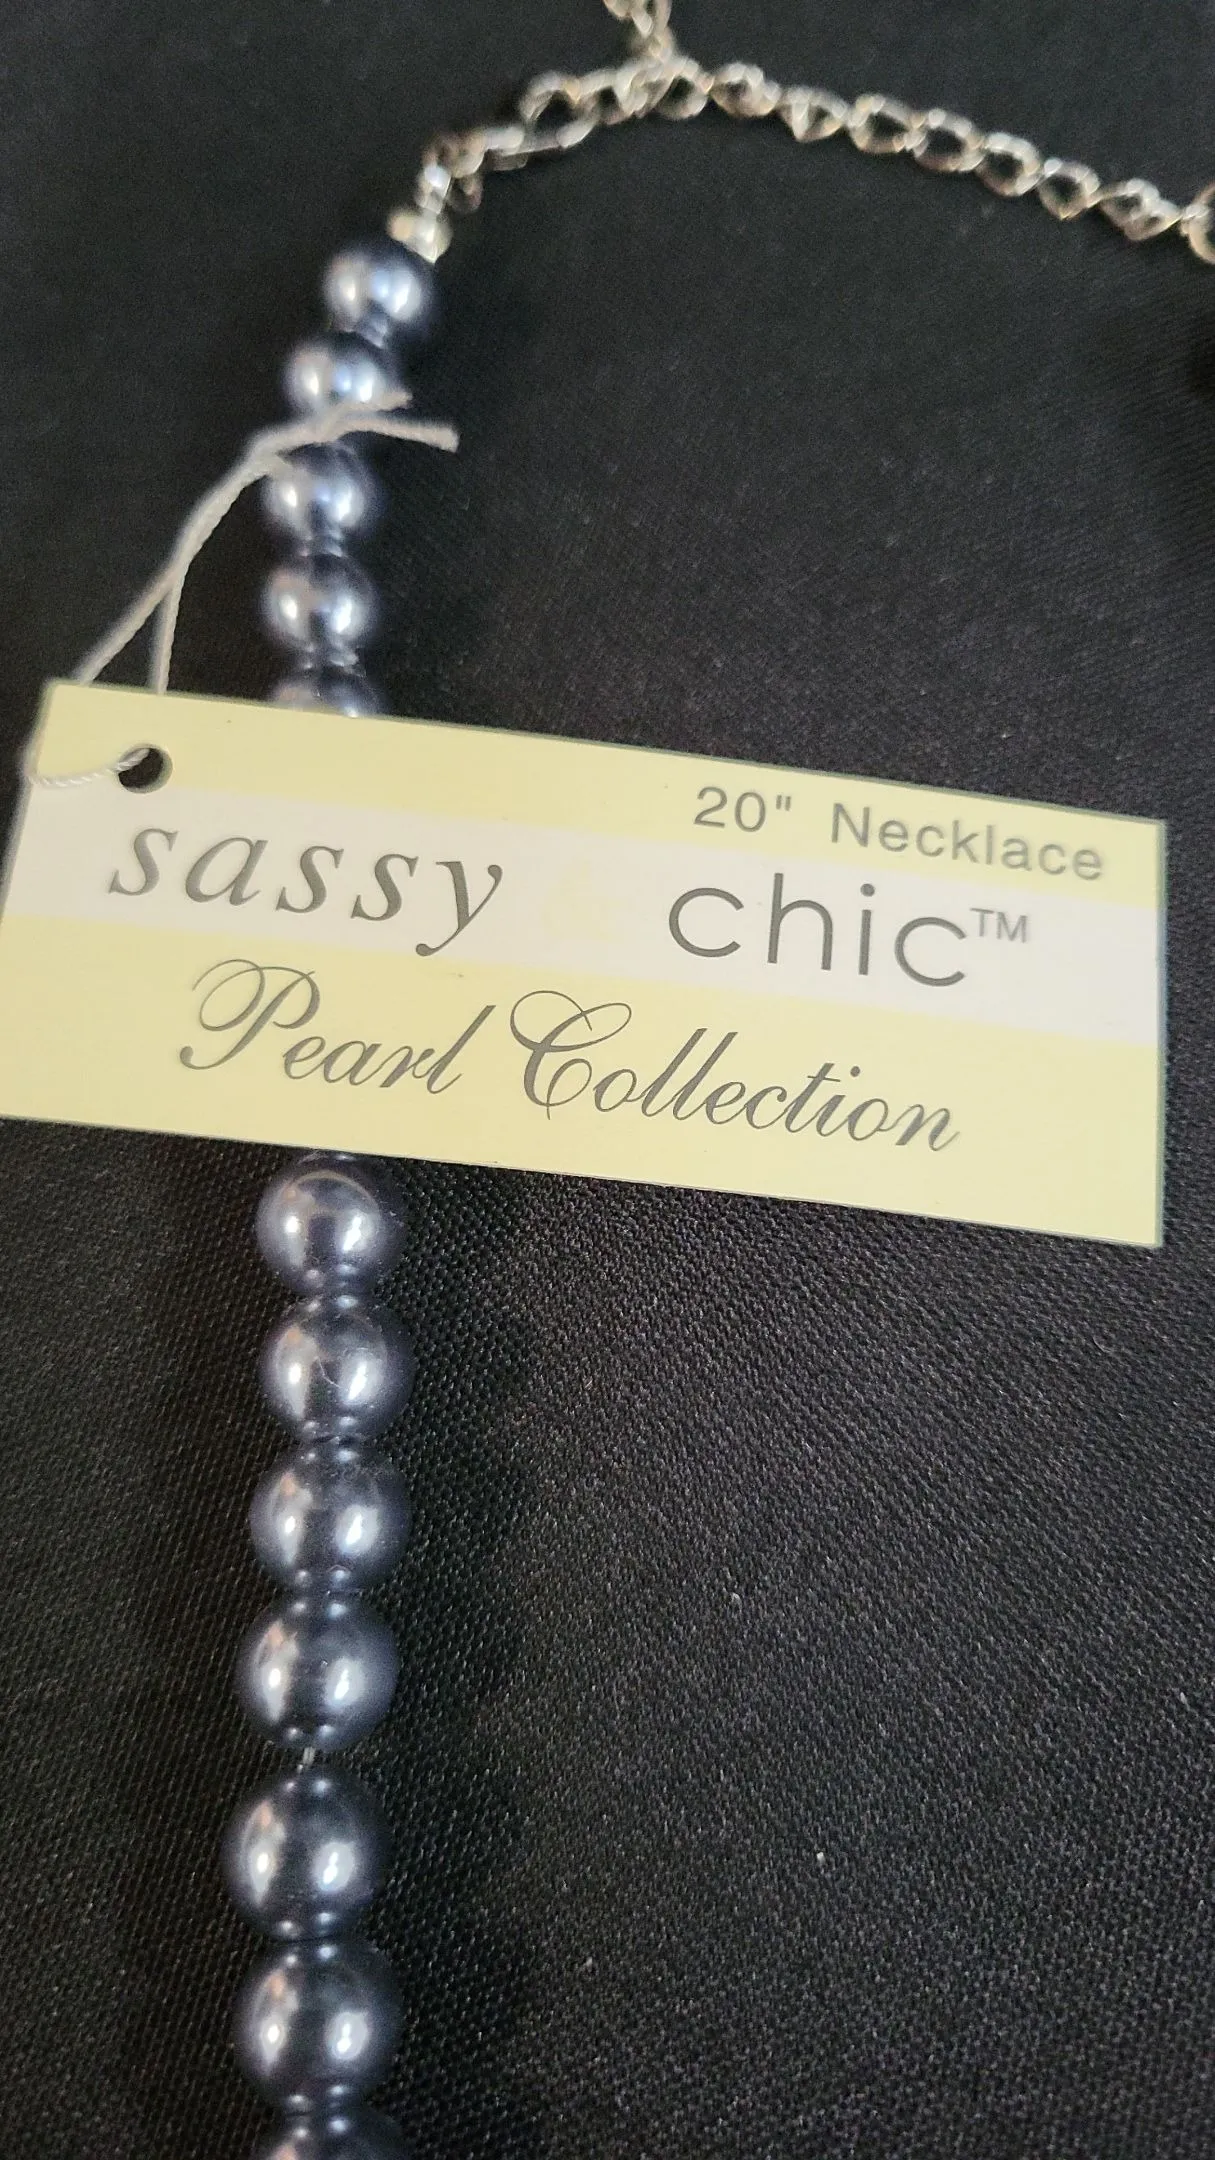 20" Necklace
sassy chic™
Pearl Collection